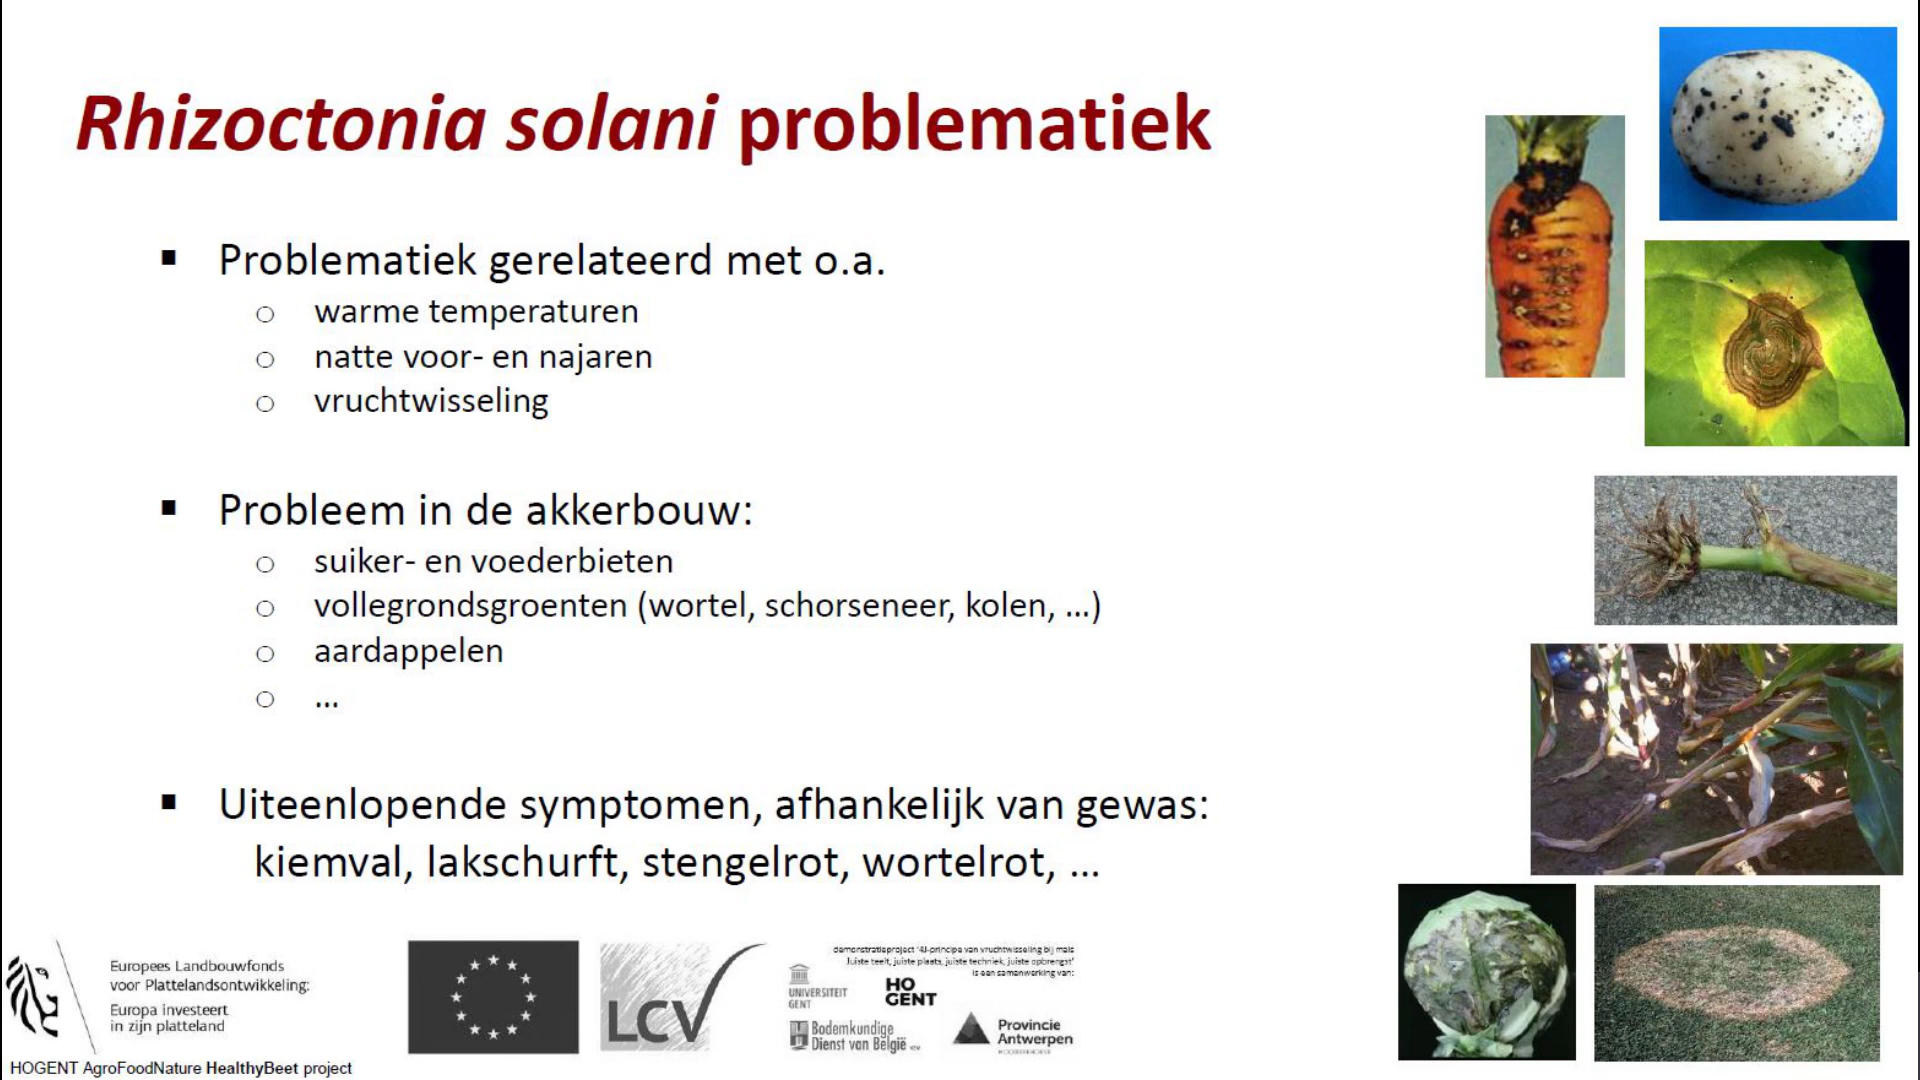 Rhizoctonia solani problematiek
▪ Problematiek gerelateerd met o.a.
○ warme temperaturen
○ natte voor- en najaren
○ vruchtwisseling
▪ Probleem in de akkerbouw:
○ suiker- en voederbieten
○ vollegrondsgroenten (wortel, schorseneer, kolen, ...)
○ aardappelen
○ ...
▪ Uiteenlopende symptomen, afhankelijk van gewas:
kiemval, lakschurft, stengelrot, wortelrot, ...
Europees Landbouwfonds
voor Plattelandsontwikkeling:
Europa investeert
in zijn platteland
LCV
demonstratieproject '4J-principe van vruchtwisseling bij maïs
Juiste teelt, juiste plaats, juiste techniek, juiste opbrengst'
is een samenwerking van:
UNIVERSITEIT
GENT
HO
GENT
Bodemkundige
Dienst van België
Provincie
Antwerpen
HOGENT AgroFoodNature HealthyBeet project